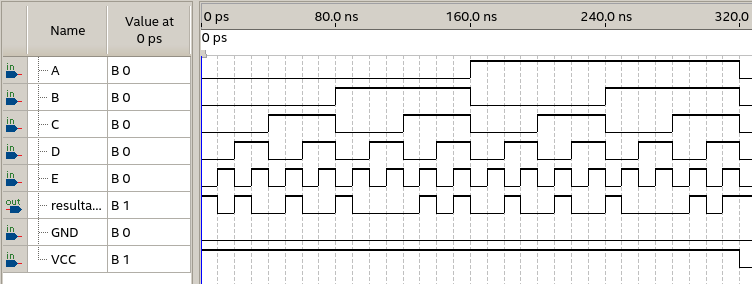 Name Value at 0 ps 0 ps 80.0 ns 160.0 ns 240.0 ns 320.0
0 ps
in A B 0
in B B 0
in C B 0
in D B 0
in E B 0
out resulta... B 1
in GND B 0
in VCC B 1